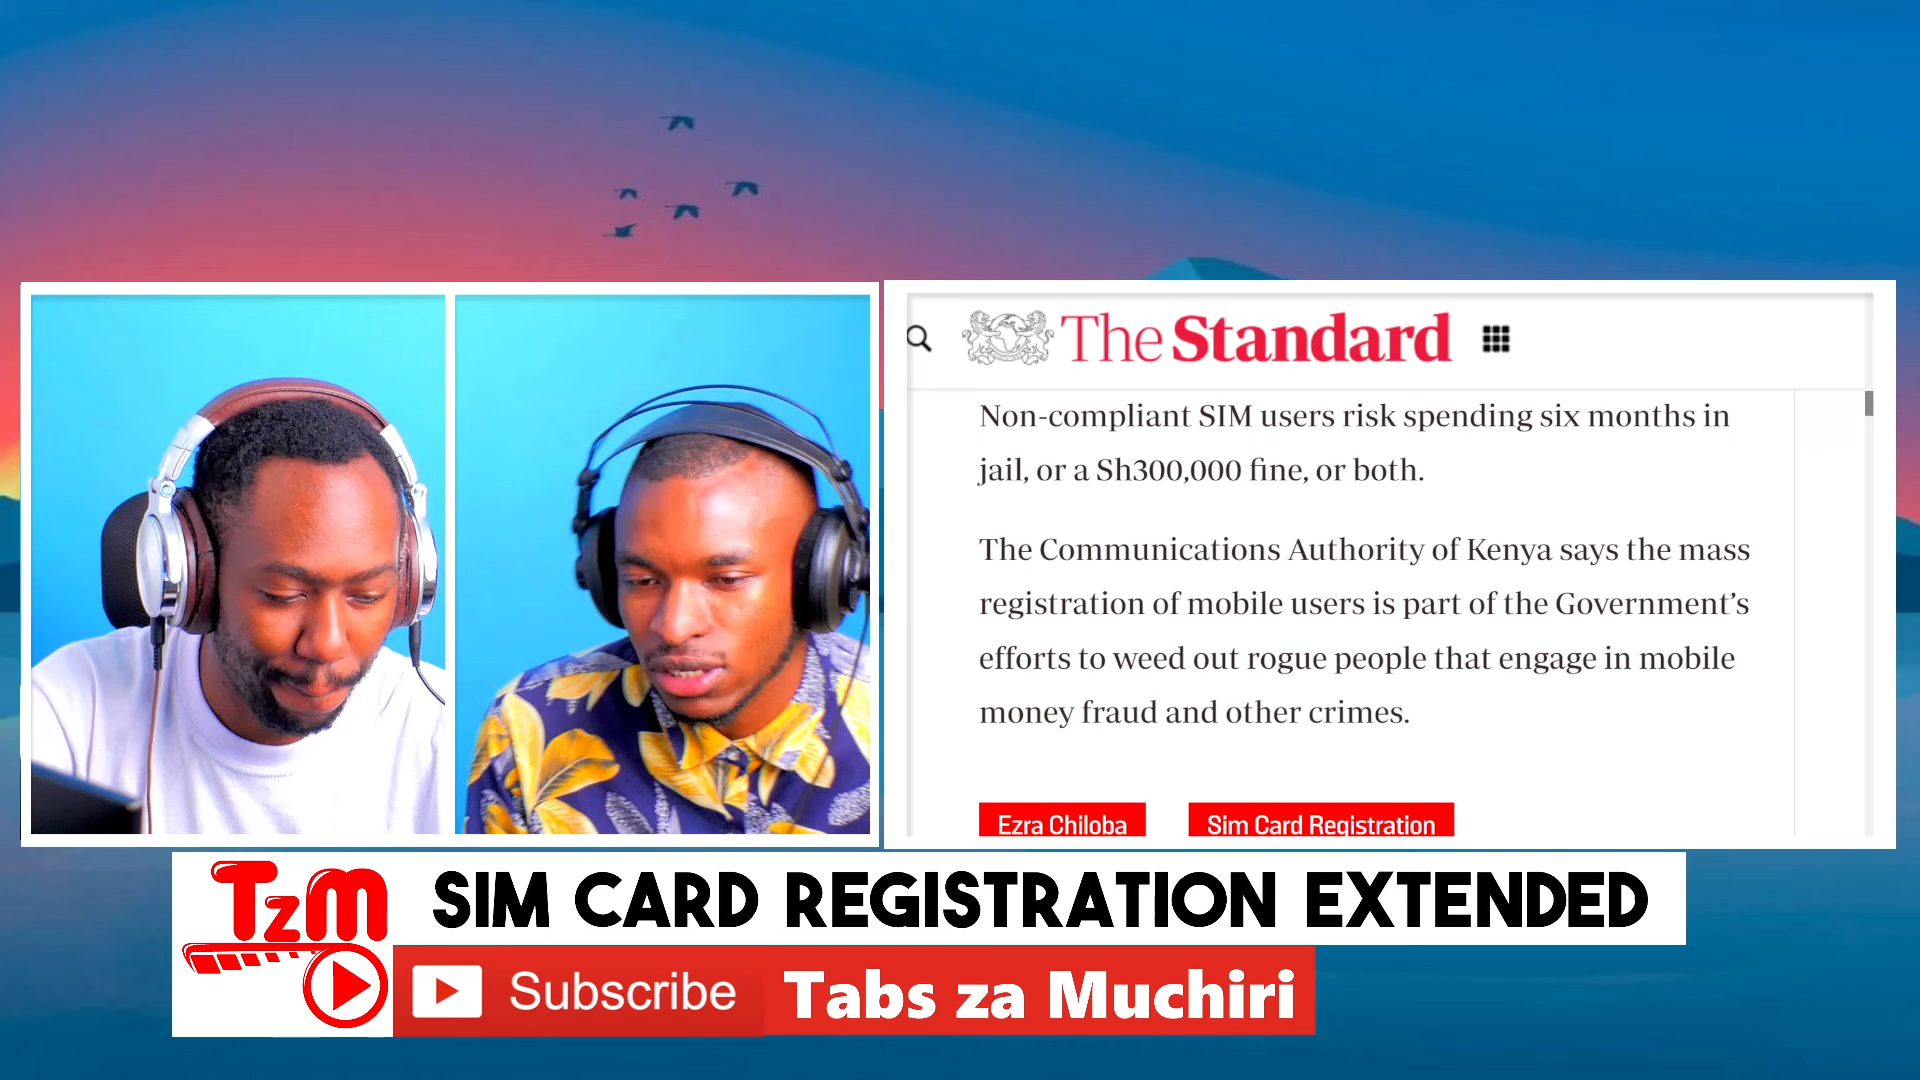 The Standard
Non-compliant SIM users risk spending six months in
jail, or a Sh300,000 fine, or both.
The Communications Authority of Kenya says the mass
registration of mobile users is part of the Government’s
efforts to weed out rogue people that engage in mobile
money fraud and other crimes.
Ezra Chiloba
Sim Card Registration
TzM
SIM CARD REGISTRATION EXTENDED
Subscribe
Tabs za Muchiri